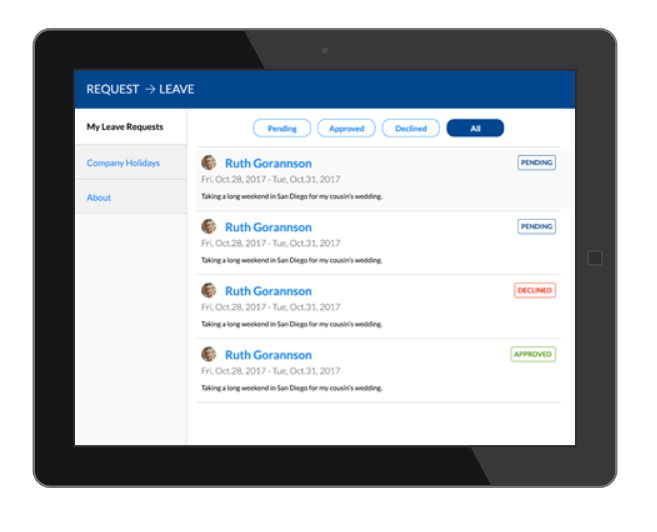 REQUEST → LEAVE
My Leave Requests
Company Holidays
About
Pending Approved Declined All
Ruth Gorannson PENDING
Fri, Oct.28, 2017 - Tue, Oct.31, 2017
Taking a long weekend in San Diego for my cousin's wedding.
Ruth Gorannson PENDING
Fri, Oct.28, 2017 - Tue, Oct.31, 2017
Taking a long weekend in San Diego for my cousin's wedding.
Ruth Gorannson DECLINED
Fri, Oct.28, 2017 - Tue, Oct.31, 2017
Taking a long weekend in San Diego for my cousin's wedding.
Ruth Gorannson APPROVED
Fri, Oct.28, 2017 - Tue, Oct.31, 2017
Taking a long weekend in San Diego for my cousin's wedding.